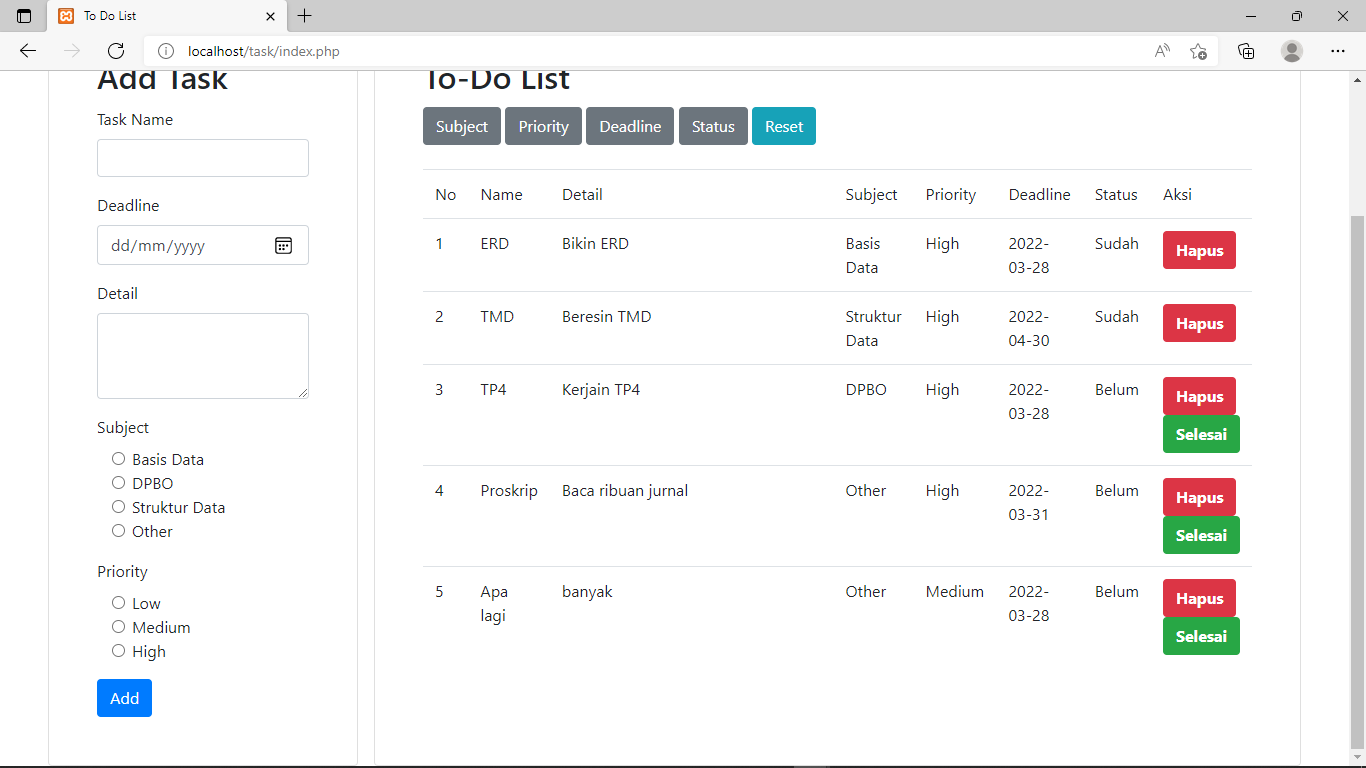 To Do List
localhost/task/index.php
Add Task
Task Name
Deadline
dd/mm/yyyy
Detail
Subject
Basis Data
DPBO
Struktur Data
Other
Priority
Low
Medium
High
Add
To-Do List
Subject Priority Deadline Status Reset
No Name Detail Subject Priority Deadline Status Aksi
1 ERD Bikin ERD Basis High 2022- Sudah Hapus
Data 03-28
2 TMD Beresin TMD Struktur High 2022- Sudah Hapus
Data 04-30
3 TP4 Kerjain TP4 DPBO High 2022- Belum Hapus
03-28
Selesai
4 Proskrip Baca ribuan jurnal Other High 2022- Belum Hapus
03-31
Selesai
5 Apa banyak Other Medium 2022- Belum Hapus
lagi 03-28
Selesai